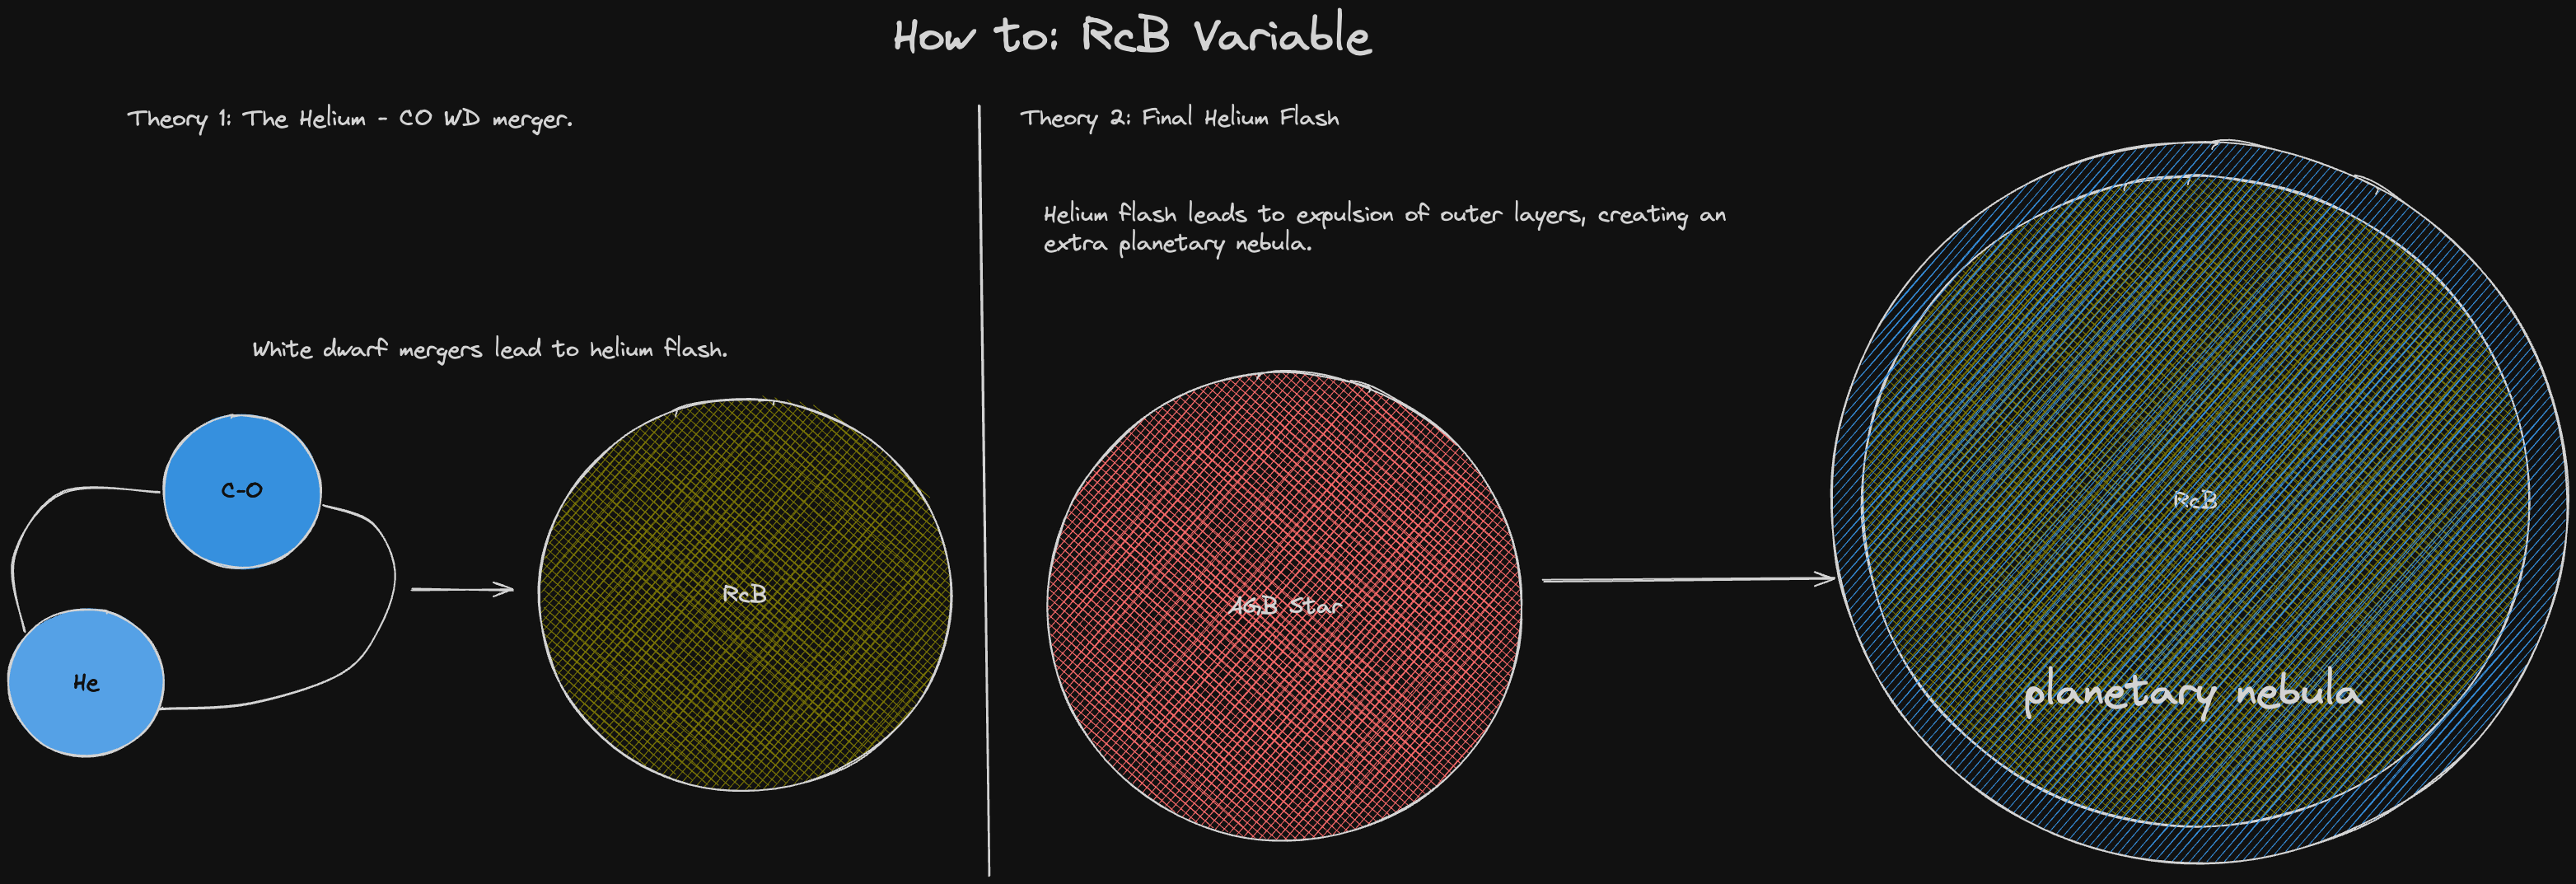 How to: RcB Variable
Theory 1: The Helium - CO WD merger.
White dwarf mergers lead to helium flash.
C-O
He
RcB
Theory 2: Final Helium Flash
Helium flash leads to expulsion of outer layers, creating an
extra planetary nebula.
AGB Star
RcB
planetary nebula